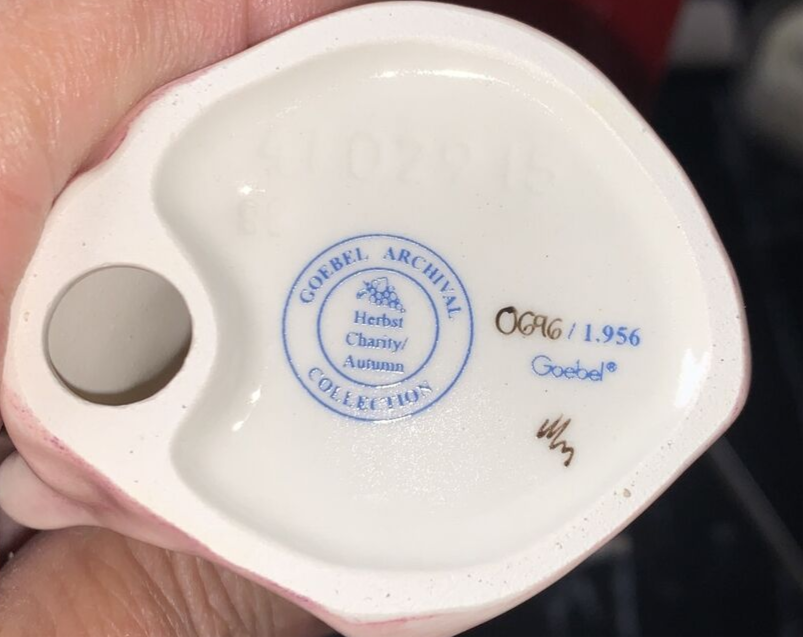 GOEBEL ARCHIVAL
Herbst
Charity/
Autumn
COLLECTION
0696 / 1.956
Goebel®